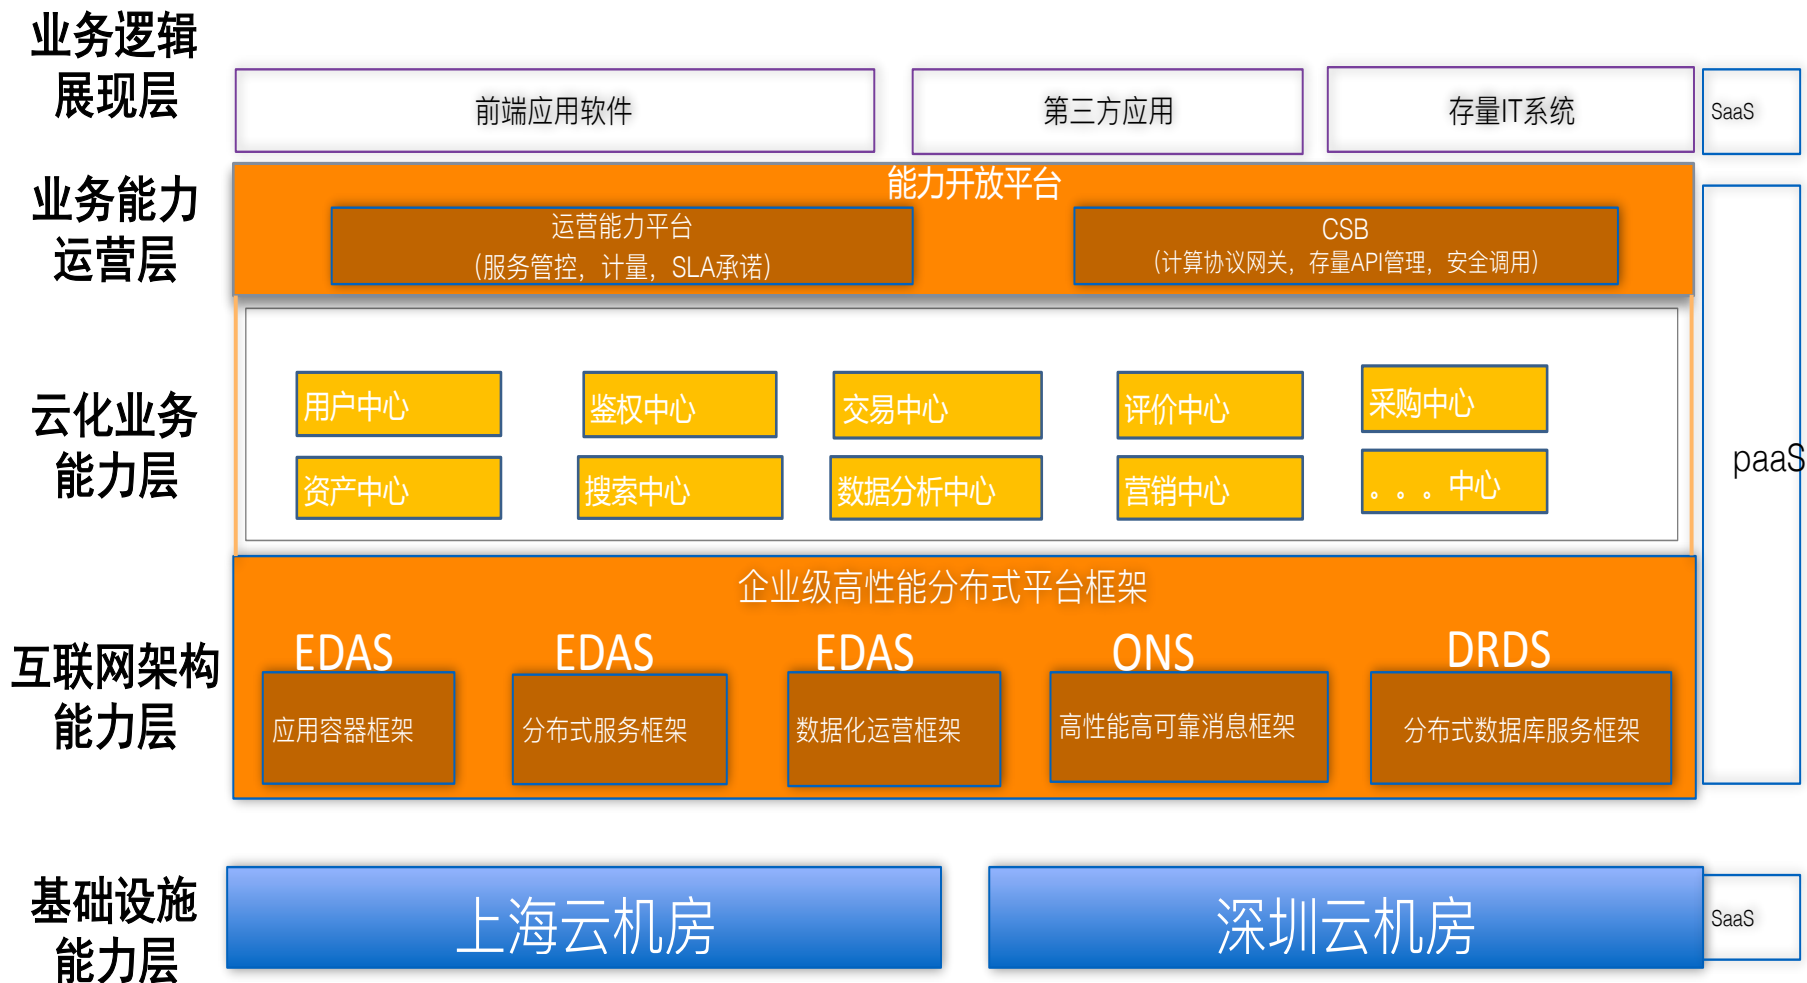 业务逻辑
展现层
前端应用软件
第三方应用
存量IT系统
SaaS
业务能力
运营层
能力开放平台
运营能力平台
（服务管控，计量，SLA承诺）
CSB
（计算协议网关，存量API管理，安全调用）
云化业务
能力层
用户中心
鉴权中心
交易中心
评价中心
采购中心
资产中心
搜索中心
数据分析中心
营销中心
。。。中心
paaS
互联网架构
能力层
企业级高性能分布式平台框架
EDAS
EDAS
EDAS
ONS
DRDS
应用容器框架
分布式服务框架
数据化运营框架
高性能高可靠消息框架
分布式数据库服务框架
基础设施
能力层
上海云机房
深圳云机房
SaaS